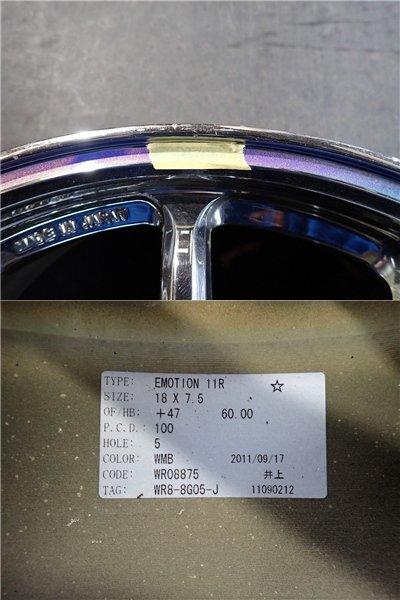 MADE IN JAPAN
TYPE: EMOTION 11R ☆
SIZE: 18 X 7.5
OF/HB: +47 60.00
P.C.D.: 100
HOLE: 5
COLOR: WMB 2011/09/17
CODE: WR08875 井上
TAG: WR8-8G05-J 11090212